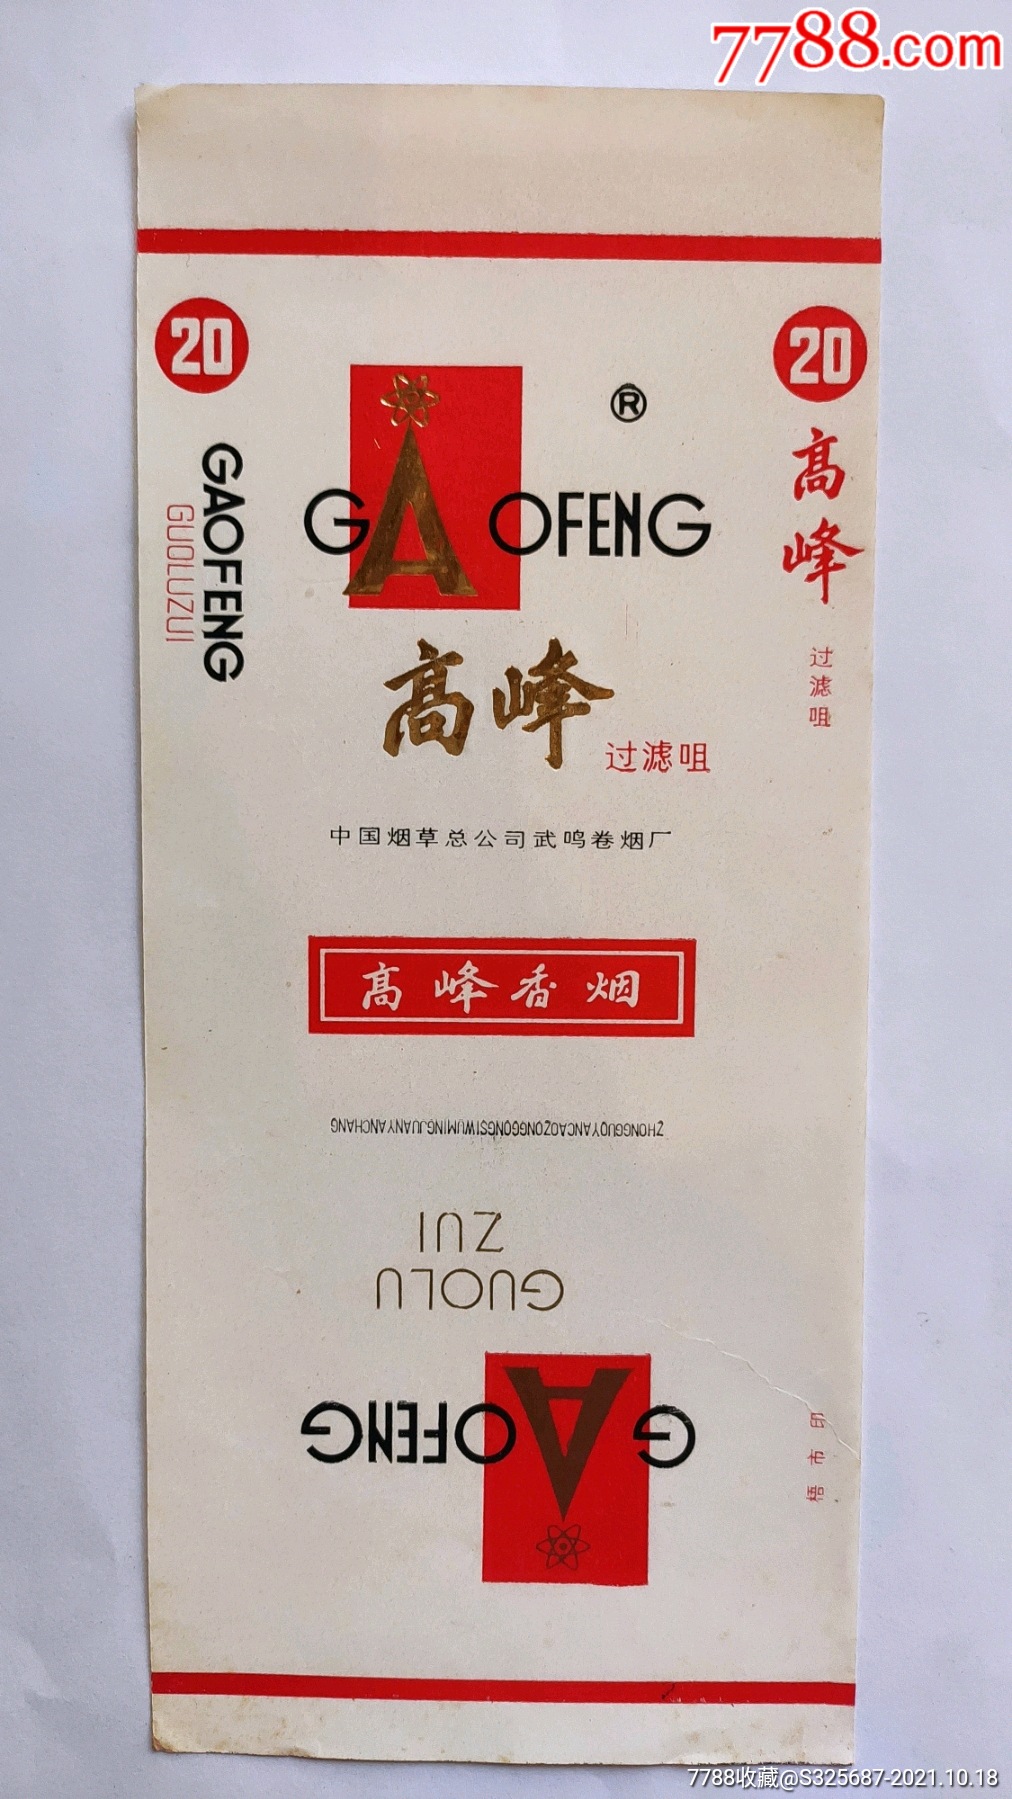 7788.com
20
GAOFENG
GUOLUZUI
20
高峰
过滤咀
®
GAOFENG
高峰
过滤咀
中国烟草总公司武鸣卷烟厂
高峰香烟
ZHONGGUOYANCAOZONGGONGSIWUMINGJUANYANCHANG
GUOLU
ZUI
GAOFENG
梧市印
7788收藏@S325687-2021.10.18